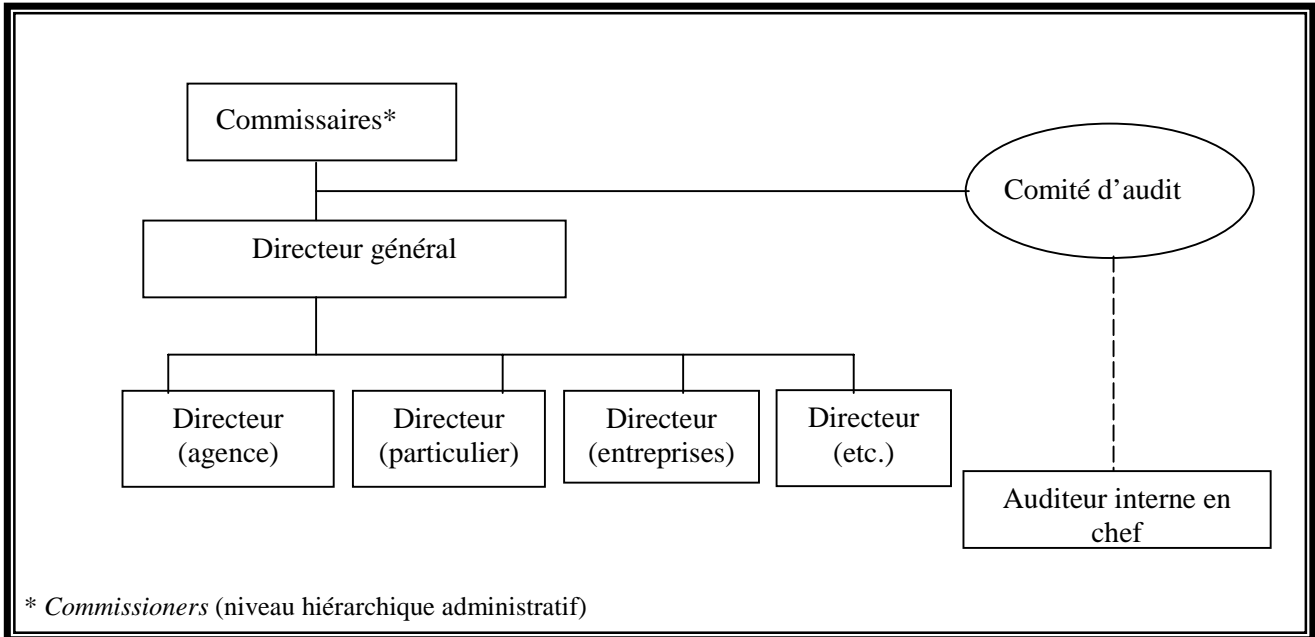 Commissaires*
Comité d’audit
Directeur général
Directeur
(agence)
Directeur
(particulier)
Directeur
(entreprises)
Directeur
(etc.)
Auditeur interne en
chef
* Commissioners (niveau hiérarchique administratif)